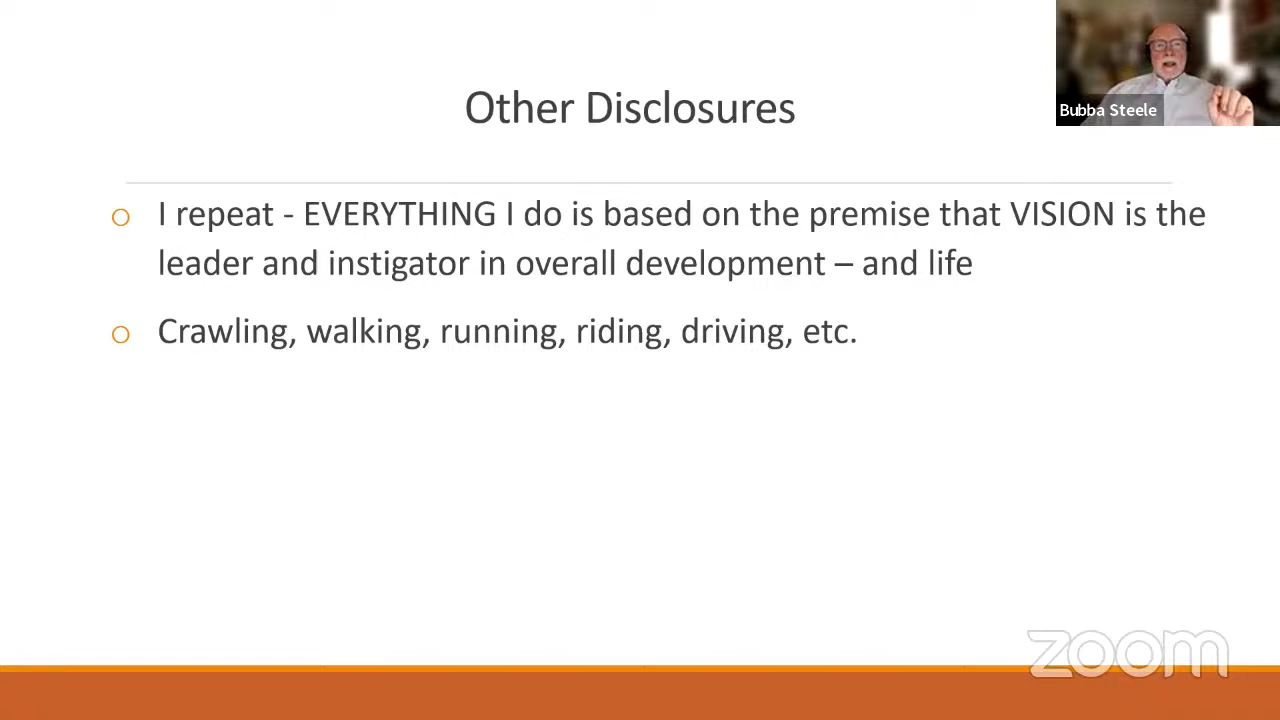 Other Disclosures
Bubba Steele
o I repeat - EVERYTHING I do is based on the premise that VISION is the
leader and instigator in overall development – and life
o Crawling, walking, running, riding, driving, etc.
zoom